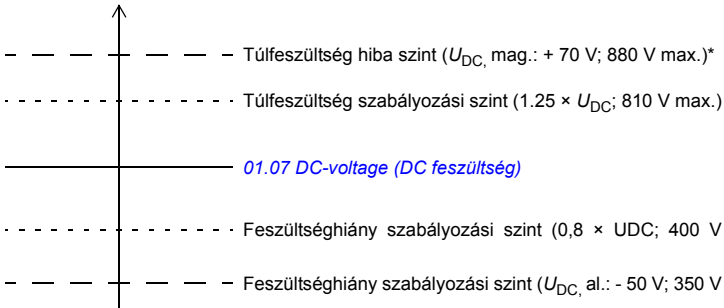 Túlfeszültség hiba szint (UDC, mag.: + 70 V; 880 V max.)*
Túlfeszültség szabályozási szint (1.25 × UDC; 810 V max.)
01.07 DC-voltage (DC feszültség)
Feszültséghiány szabályozási szint (0,8 × UDC; 400 V
Feszültséghiány szabályozási szint (UDC, al.: - 50 V; 350 V